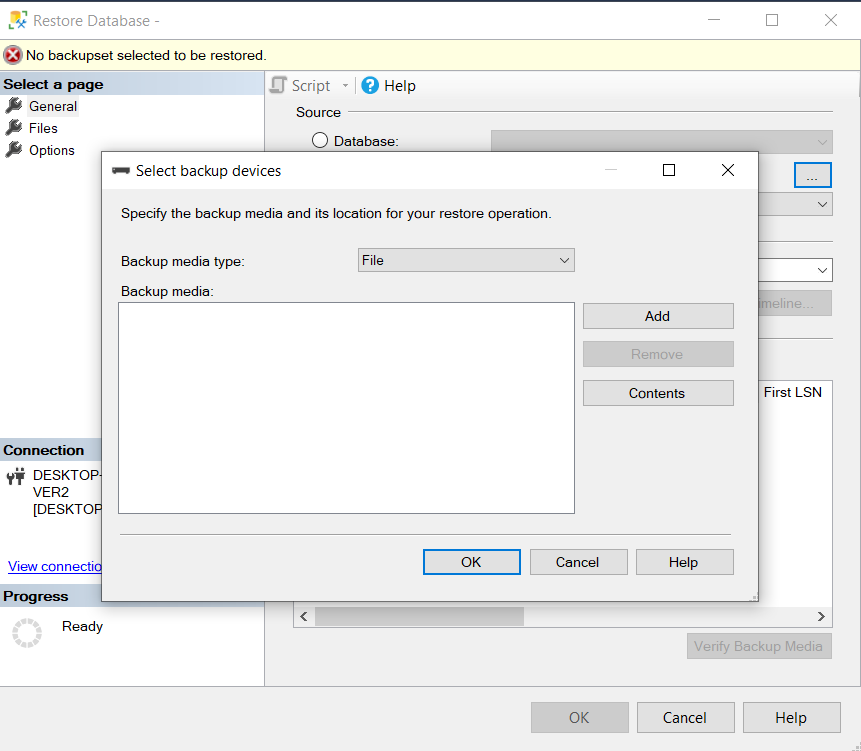 Restore Database -
No backupset selected to be restored.
Select a page
General
Files
Options
Script
Help
Source
Database:
...
Select backup devices
Specify the backup media and its location for your restore operation.
Backup media type:
File
Backup media:
Add
Remove
Contents
OK
Cancel
Help
imeline...
First LSN
Connection
DESKTOP-
VER2
[DESKTOP
View connectio
Progress
Ready
Verify Backup Media
OK
Cancel
Help